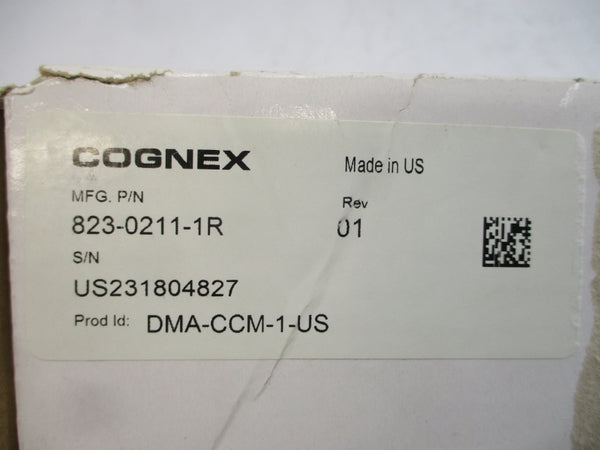 COGNEX
Made in US
MFG. P/N
823-0211-1R
Rev
01
S/N
US231804827
Prod Id: DMA-CCM-1-US